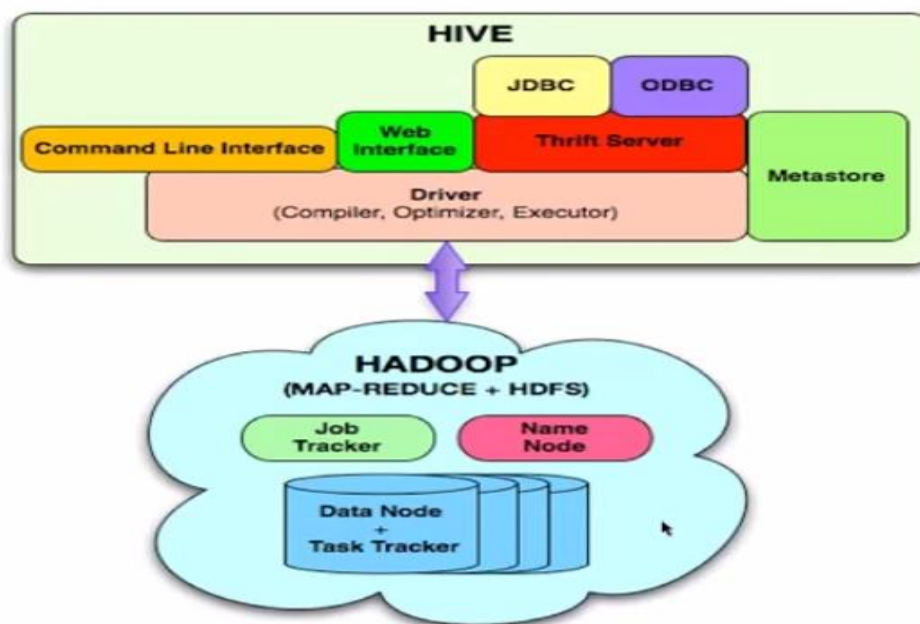 HIVE
JDBC
ODBC
Command Line Interface
Web
Interface
Thrift Server
Metastore
Driver
(Compiler, Optimizer, Executor)
HADOOP
(MAP-REDUCE + HDFS)
Job
Tracker
Name
Node
Data Node
+
Task Tracker